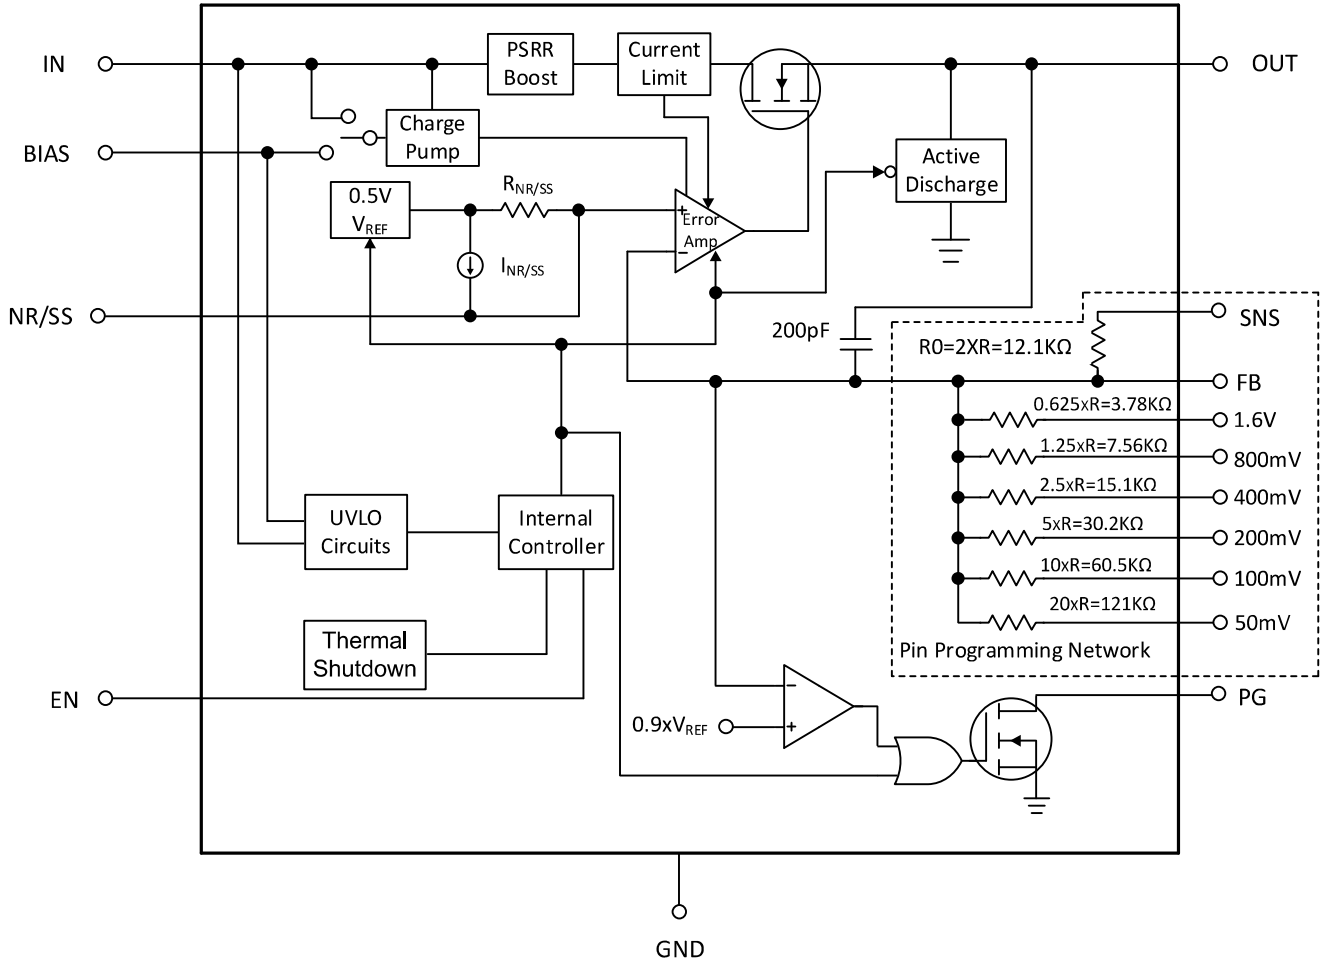 IN
PSRR
Boost
Current
Limit
OUT
Charge
Pump
BIAS
Active
Discharge
0.5V
VREF
RNR/SS
+
Error
Amp
−
INR/SS
NR/SS
200pF
SNS
R0=2XR=12.1KΩ
FB
0.625xR=3.78KΩ
1.6V
1.25xR=7.56KΩ
800mV
2.5xR=15.1KΩ
400mV
5xR=30.2KΩ
200mV
10xR=60.5KΩ
100mV
20xR=121KΩ
50mV
Pin Programming Network
UVLO
Circuits
Internal
Controller
Thermal
Shutdown
EN
−
0.9xVREF
+
PG
GND